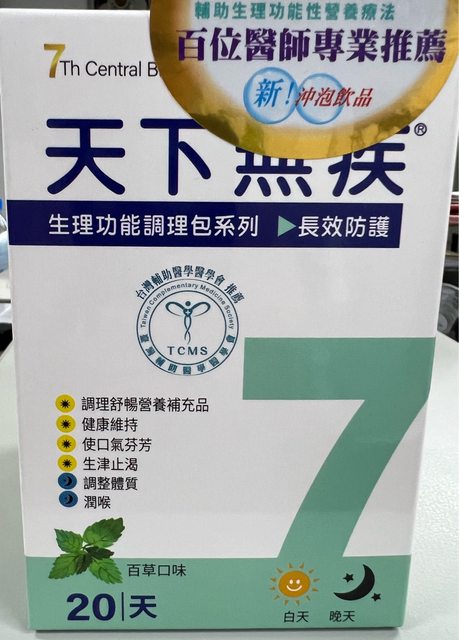 輔助生理功能性營養療法
百位醫師專業推薦
新！沖泡飲品
7Th Central B
天下無疾®
生理功能調理包系列 ▶長效防護
台灣輔助醫學醫學會 推薦
Taiwan Complementary Medicine Society
TCMS
7
調理舒暢營養補充品
健康維持
使口氣芬芳
生津止渴
調整體質
潤喉
百草口味
20|天
白天 晚天